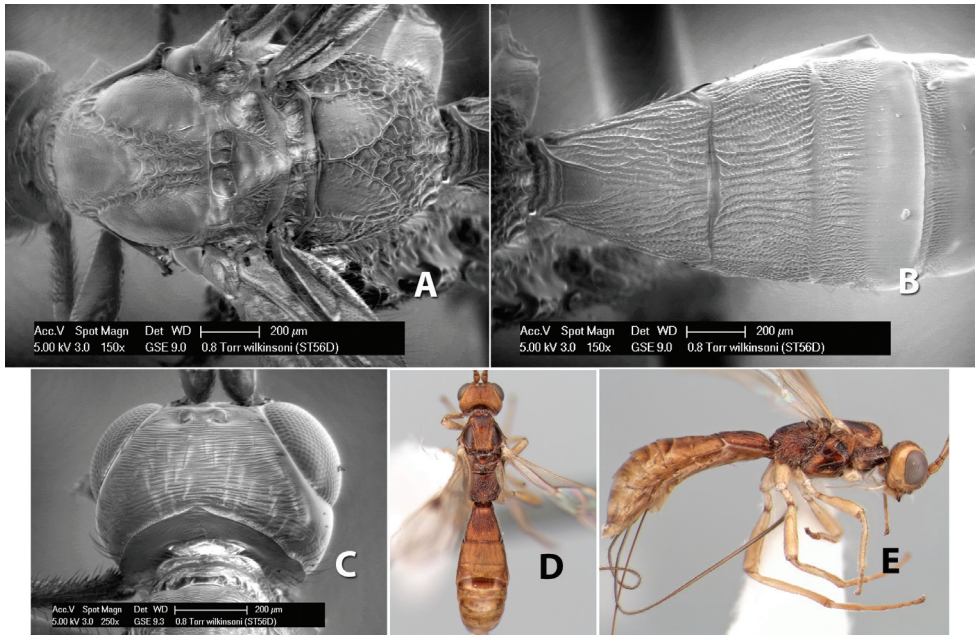 A
Acc.V Spot Magn Det WD 200 µm
5.00 kV 3.0 150x GSE 9.0 0.8 Torr wilkinsoni (ST56D)
B
Acc.V Spot Magn Det WD 200 µm
5.00 kV 3.0 150x GSE 9.0 0.8 Torr wilkinsoni (ST56D)
C
Acc.V Spot Magn Det WD 200 µm
5.00 kV 3.0 250x GSE 9.3 0.8 Torr wilkinsoni (ST56D)
D
E